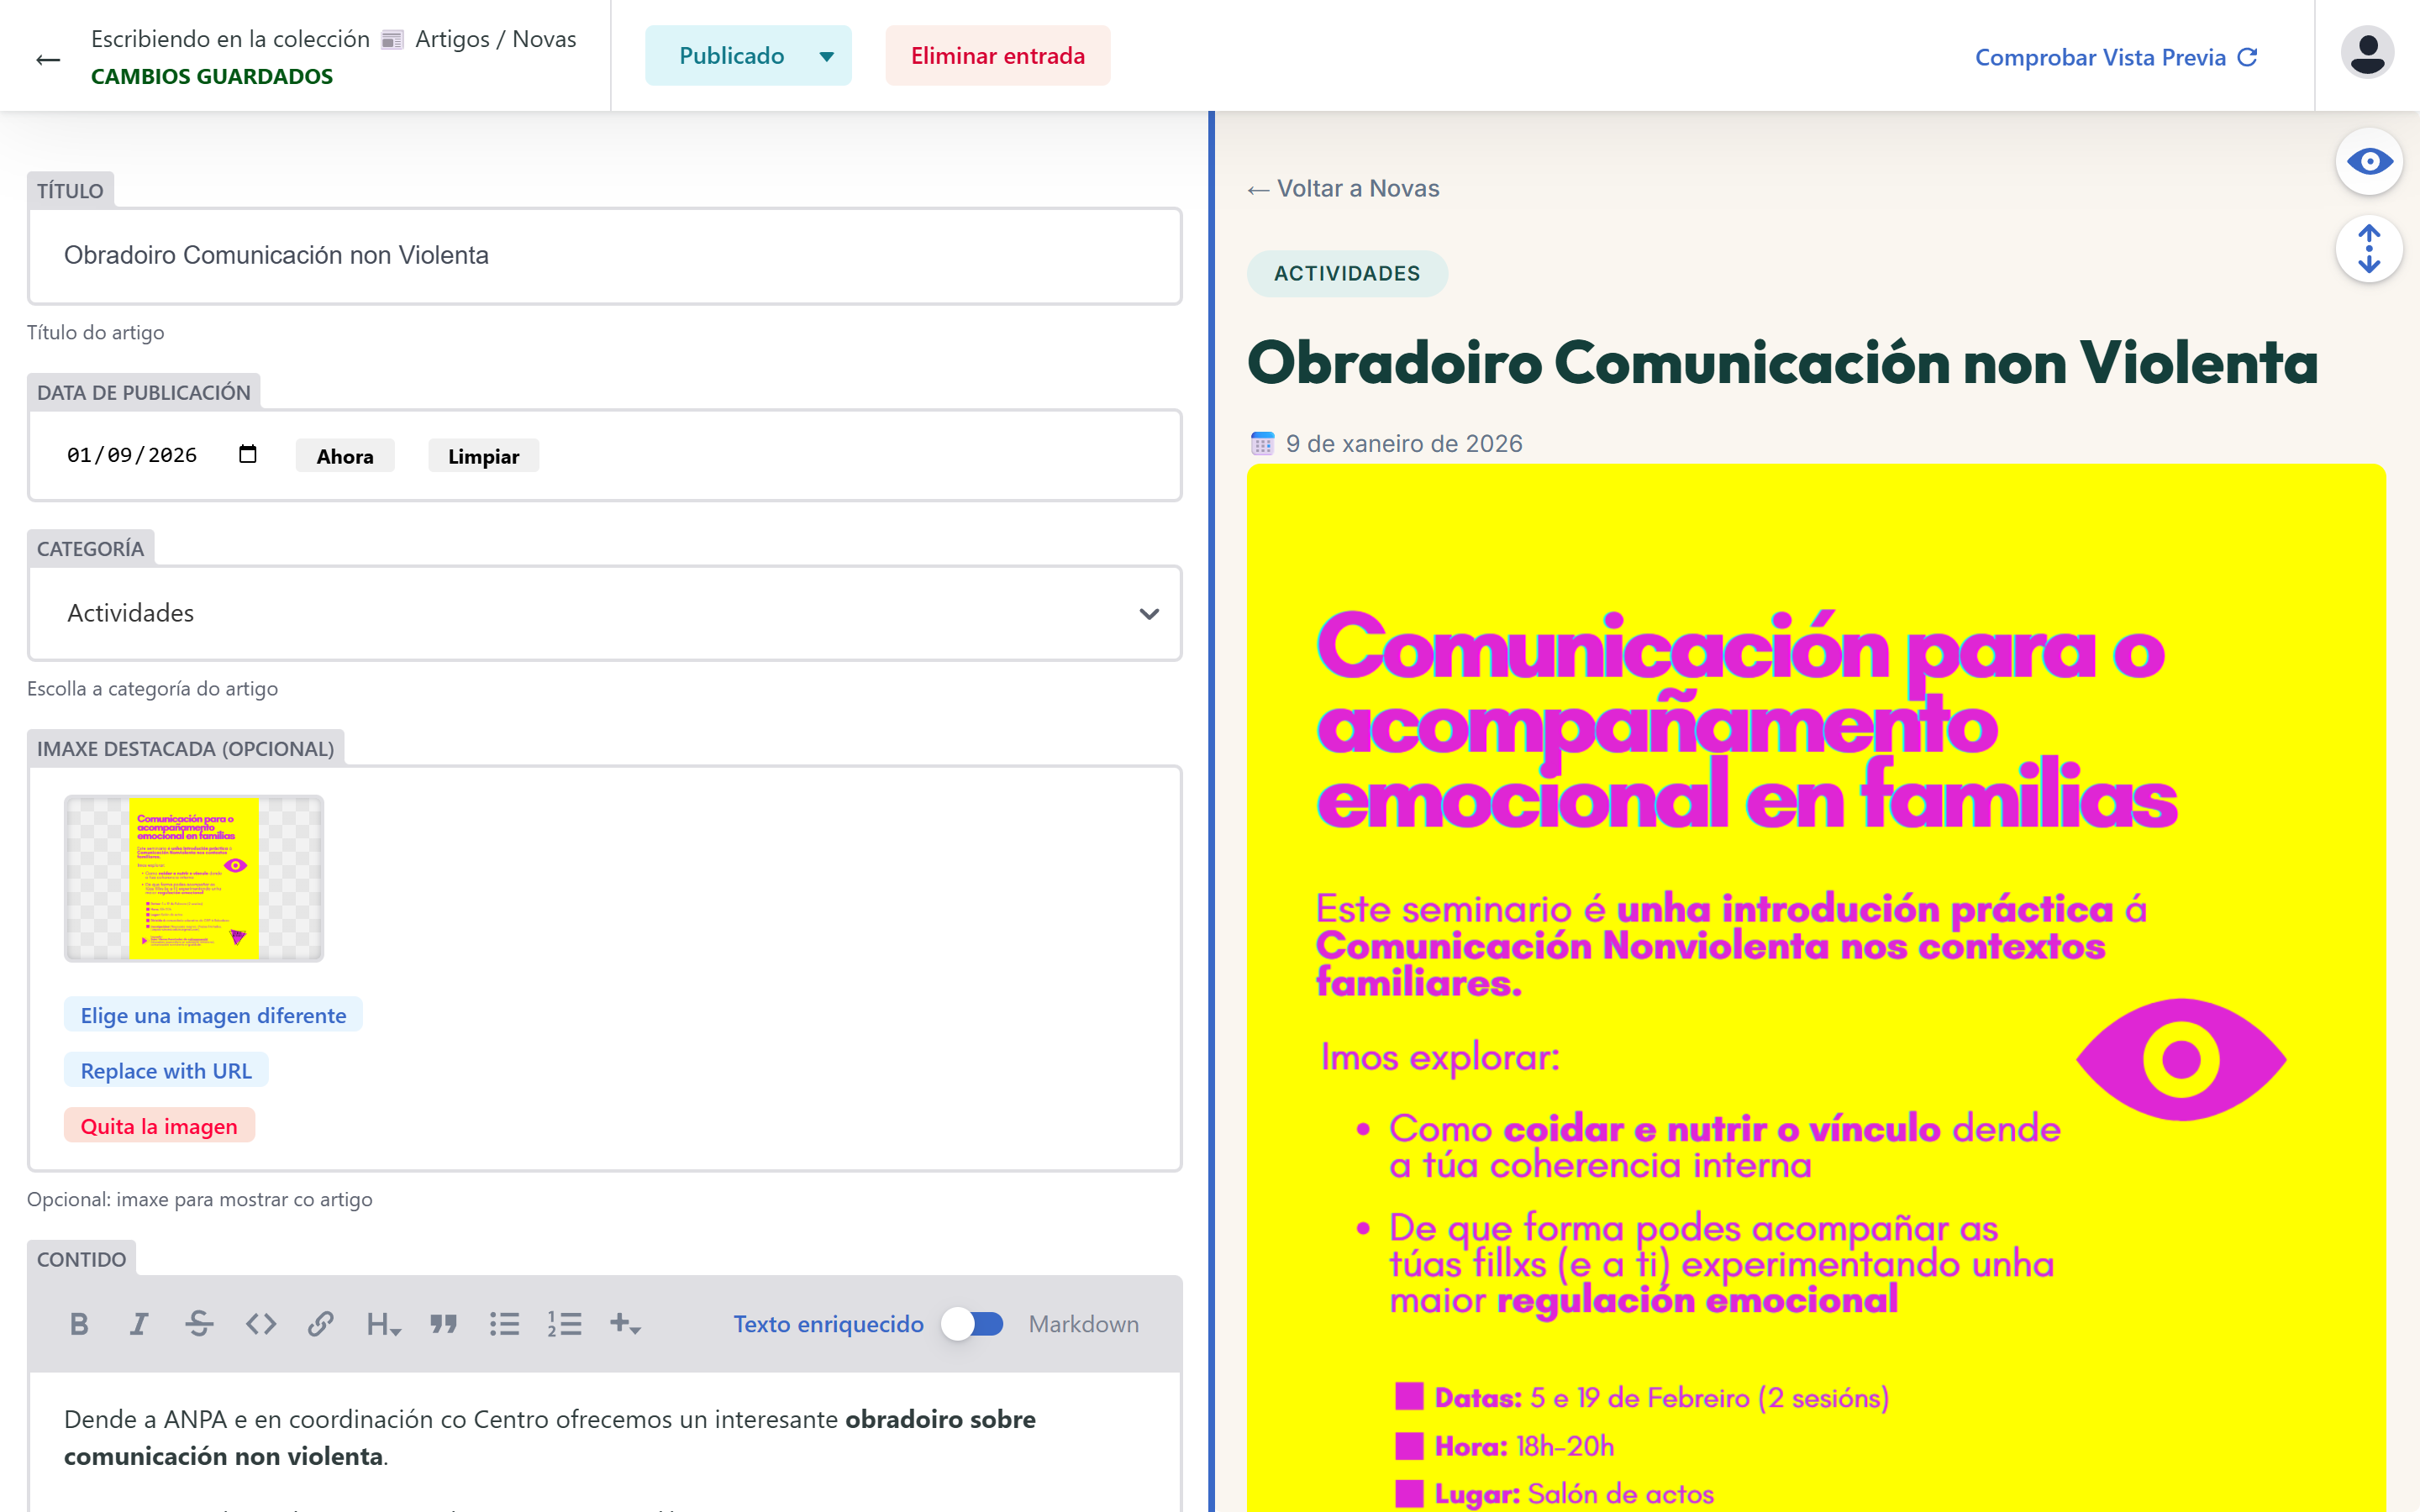 Escribiendo en la colección 📰 Artigos / Novas
CAMBIOS GUARDADOS
Publicado
Eliminar entrada
Comprobar Vista Previa
TÍTULO
Obradoiro Comunicación non Violenta
Título do artigo
DATA DE PUBLICACIÓN
01/09/2026
Ahora
Limpiar
CATEGORÍA
Actividades
Escolla a categoría do artigo
IMAXE DESTACADA (OPCIONAL)
Comunicación para o
acompañamento
emocional en familias
Elige una imagen diferente
Replace with URL
Quita la imagen
Opcional: imaxe para mostrar co artigo
CONTIDO
Texto enriquecido
Markdown
Dende a ANPA e en coordinación co Centro ofrecemos un interesante obradoiro sobre
comunicación non violenta.
← Voltar a Novas
ACTIVIDADES
Obradoiro Comunicación non Violenta
9 de xaneiro de 2026
Comunicación para o
acompañamento
emocional en familias
Este seminario é unha introdución práctica á
Comunicación Nonviolenta nos contextos
familiares.
Imos explorar:
• Como coidar e nutrir o vínculo dende
a túa coherencia interna
• De que forma podes acompañar as
túas fillxs (e a ti) experimentando unha
maior regulación emocional
Datas: 5 e 19 de Febreiro (2 sesións)
Hora: 18h-20h
Lugar: Salón de actos